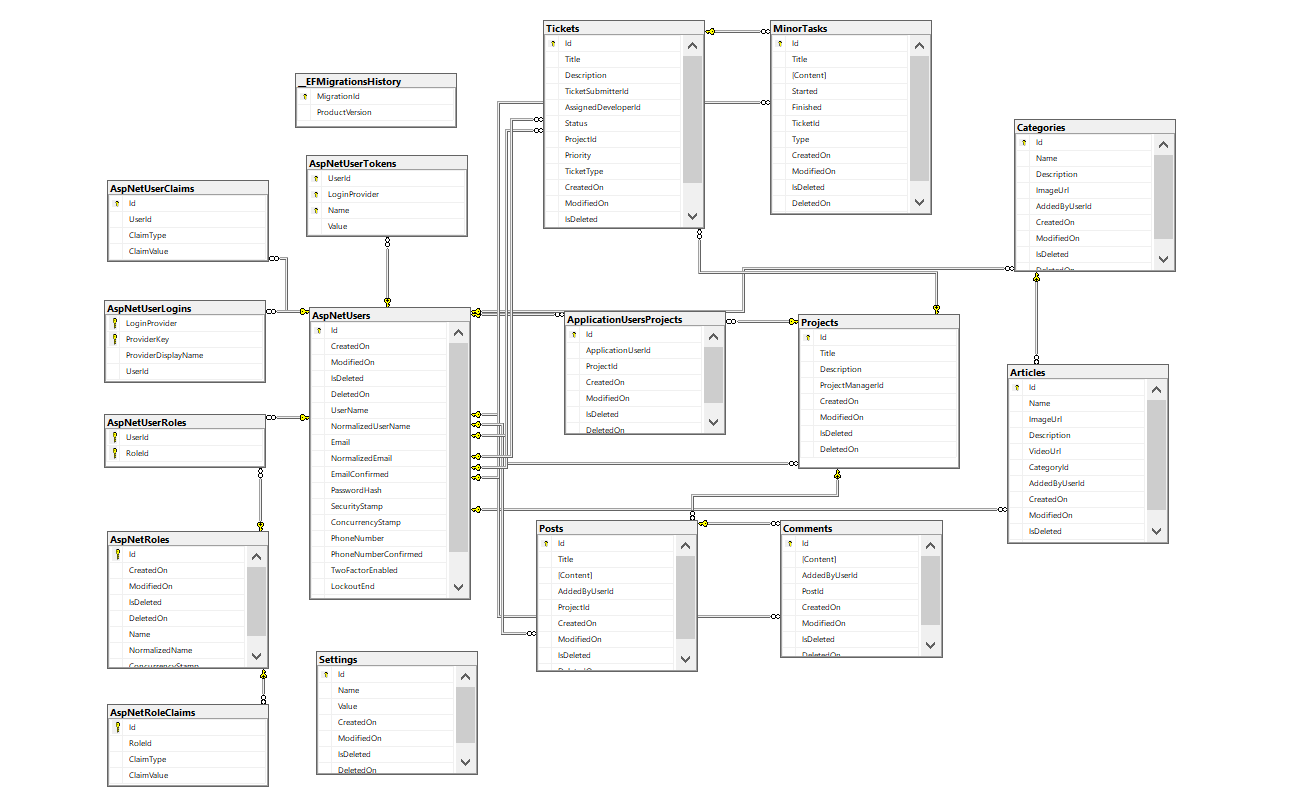 Tickets
Id
Title
Description
TicketSubmitterId
AssignedDeveloperId
Status
ProjectId
Priority
TicketType
CreatedOn
ModifiedOn
IsDeleted
MinorTasks
Id
Title
[Content]
Started
Finished
TicketId
Type
CreatedOn
ModifiedOn
IsDeleted
DeletedOn
__EFMigrationsHistory
MigrationId
ProductVersion
Categories
Id
Name
Description
ImageUrl
AddedByUserId
CreatedOn
ModifiedOn
IsDeleted
DeletedOn
AspNetUserTokens
UserId
LoginProvider
Name
Value
AspNetUserClaims
Id
UserId
ClaimType
ClaimValue
AspNetUserLogins
LoginProvider
ProviderKey
ProviderDisplayName
UserId
AspNetUsers
Id
CreatedOn
ModifiedOn
IsDeleted
DeletedOn
UserName
NormalizedUserName
Email
NormalizedEmail
EmailConfirmed
PasswordHash
SecurityStamp
ConcurrencyStamp
PhoneNumber
PhoneNumberConfirmed
TwoFactorEnabled
LockoutEnd
ApplicationUsersProjects
Id
ApplicationUserId
ProjectId
CreatedOn
ModifiedOn
IsDeleted
DeletedOn
Projects
Id
Title
Description
ProjectManagerId
CreatedOn
ModifiedOn
IsDeleted
DeletedOn
Articles
Id
Name
ImageUrl
Description
VideoUrl
CategoryId
AddedByUserId
CreatedOn
ModifiedOn
IsDeleted
AspNetUserRoles
UserId
RoleId
AspNetRoles
Id
CreatedOn
ModifiedOn
IsDeleted
DeletedOn
Name
NormalizedName
ConcurrencyStamp
Posts
Id
Title
[Content]
AddedByUserId
ProjectId
CreatedOn
ModifiedOn
IsDeleted
DeletedOn
Comments
Id
[Content]
AddedByUserId
PostId
CreatedOn
ModifiedOn
IsDeleted
DeletedOn
Settings
Id
Name
Value
CreatedOn
ModifiedOn
IsDeleted
DeletedOn
AspNetRoleClaims
Id
RoleId
ClaimType
ClaimValue